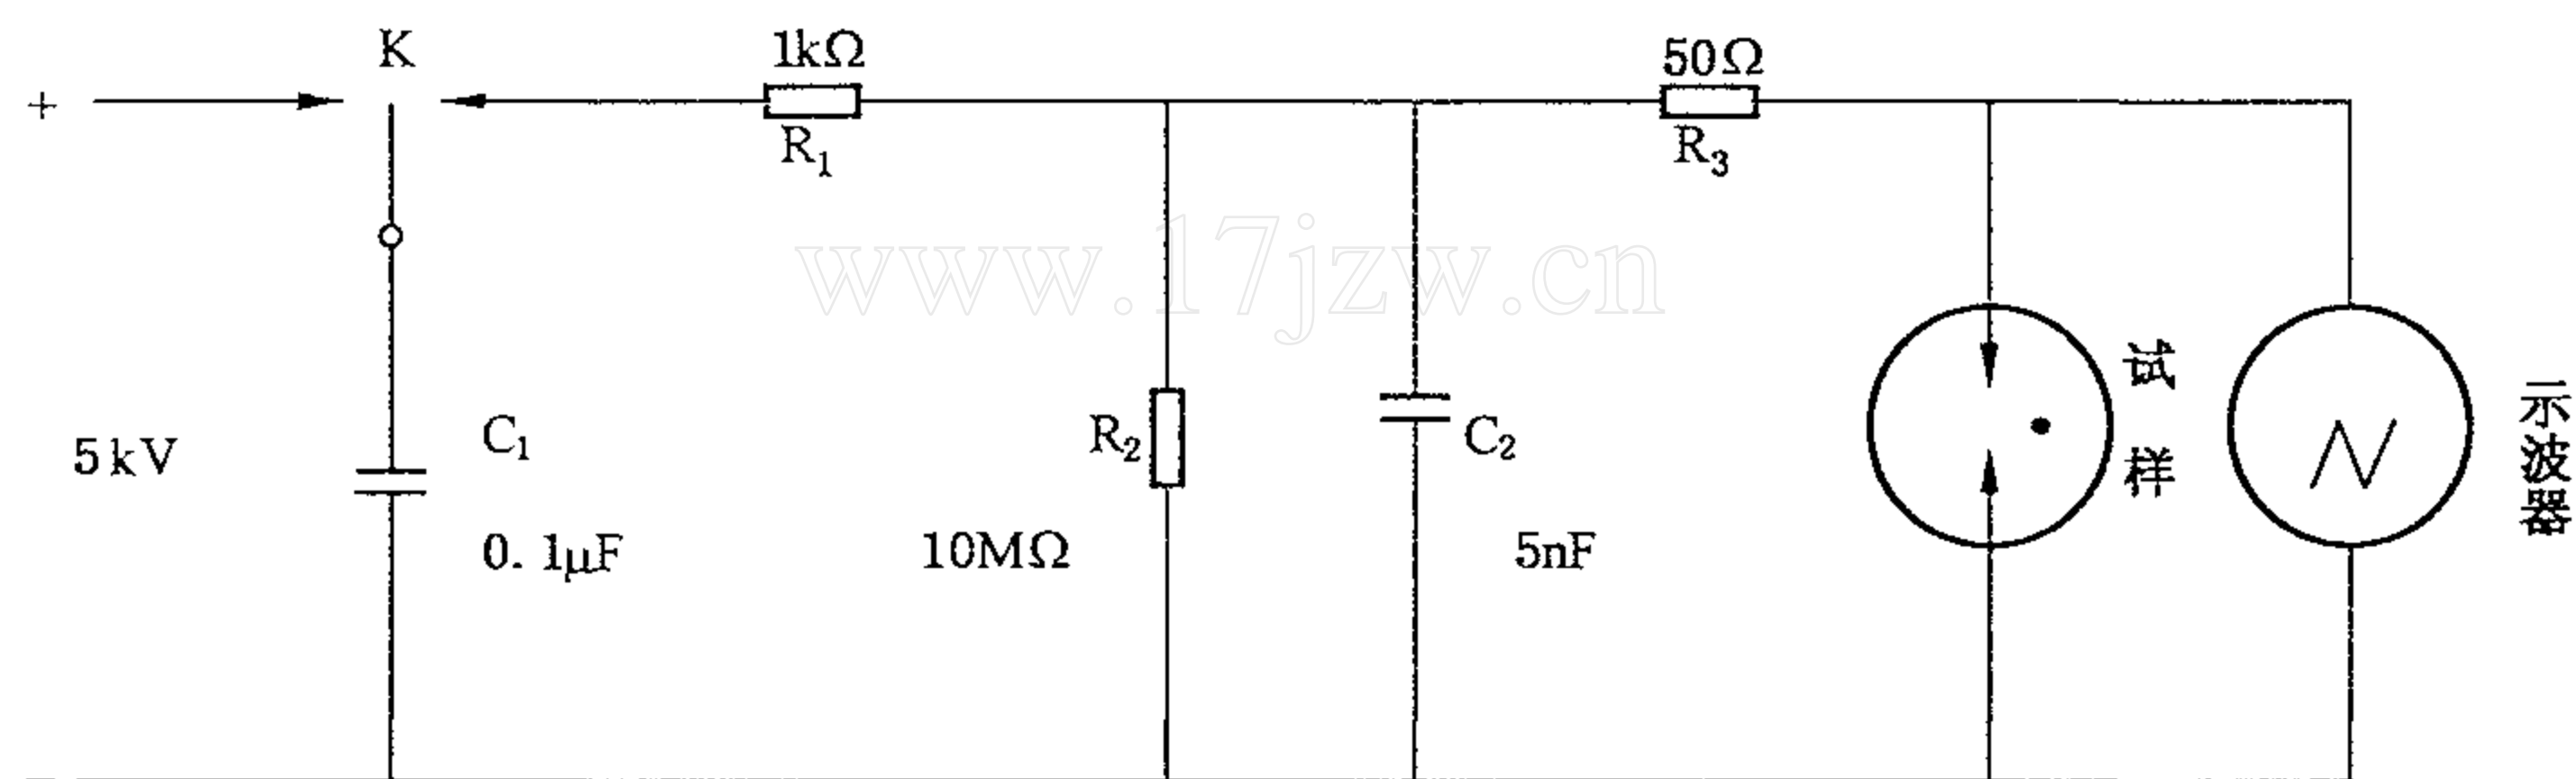 K
1kΩ
50Ω
+
R₁
R₃
www.17jzw.cn
5kV
C₁
0.1μF
R₂
10MΩ
C₂
5nF
试样
示波器